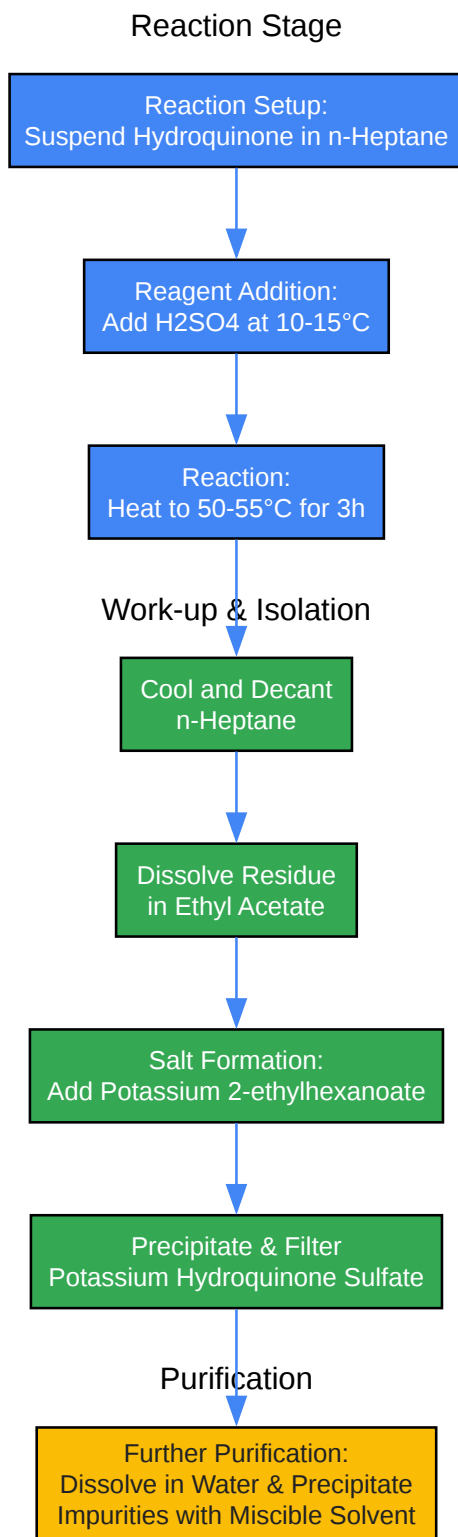 Reaction Stage
Reaction Setup:
Suspend Hydroquinone in n-Heptane
Reagent Addition:
Add H2SO4 at 10-15°C
Reaction:
Heat to 50-55°C for 3h
Work-up & Isolation
Cool and Decant
n-Heptane
Dissolve Residue
in Ethyl Acetate
Salt Formation:
Add Potassium 2-ethylhexanoate
Precipitate & Filter
Potassium Hydroquinone Sulfate
Purification
Further Purification:
Dissolve in Water & Precipitate
Impurities with Miscible Solvent